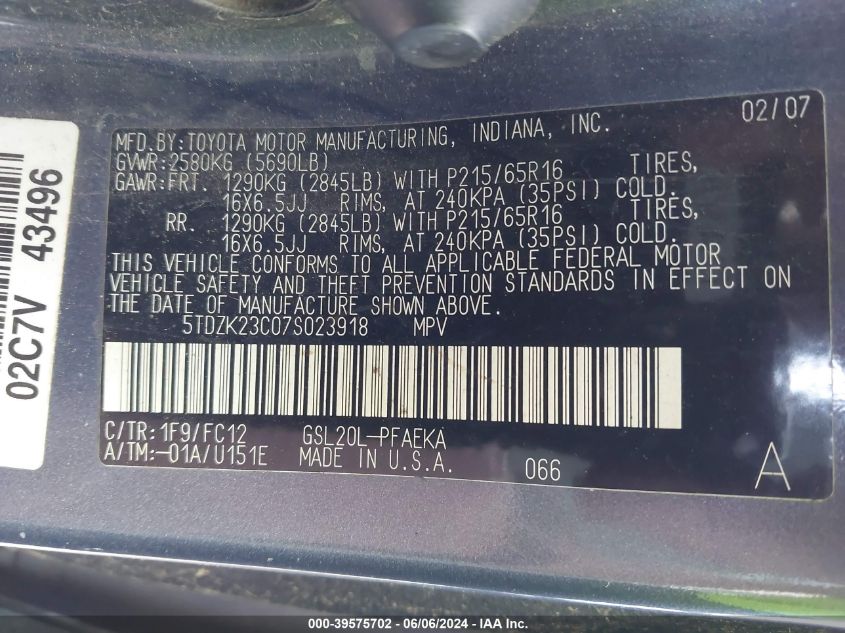 02/07
MFD.BY:TOYOTA MOTOR MANUFACTURING, INDIANA, INC.
GVWR:2580KG (5690LB)
GAWR:FRT. 1290KG (2845LB) WITH P215/65R16 TIRES,
16X6.5JJ RIMS, AT 240KPA (35PSI) COLD.
RR. 1290KG (2845LB) WITH P215/65R16 TIRES,
16X6.5JJ RIMS, AT 240KPA (35PSI) COLD.
THIS VEHICLE CONFORMS TO ALL APPLICABLE FEDERAL MOTOR
VEHICLE SAFETY AND THEFT PREVENTION STANDARDS IN EFFECT ON
THE DATE OF MANUFACTURE SHOWN ABOVE.
5TDZK23C07S023918 MPV
C/TR:1F9/FC12 GSL20L-PFAEKA
A/TM:-01A/U151E MADE IN U.S.A. 066 A
02C7V 43496
000-39575702 - 06/06/2024 - IAA Inc.